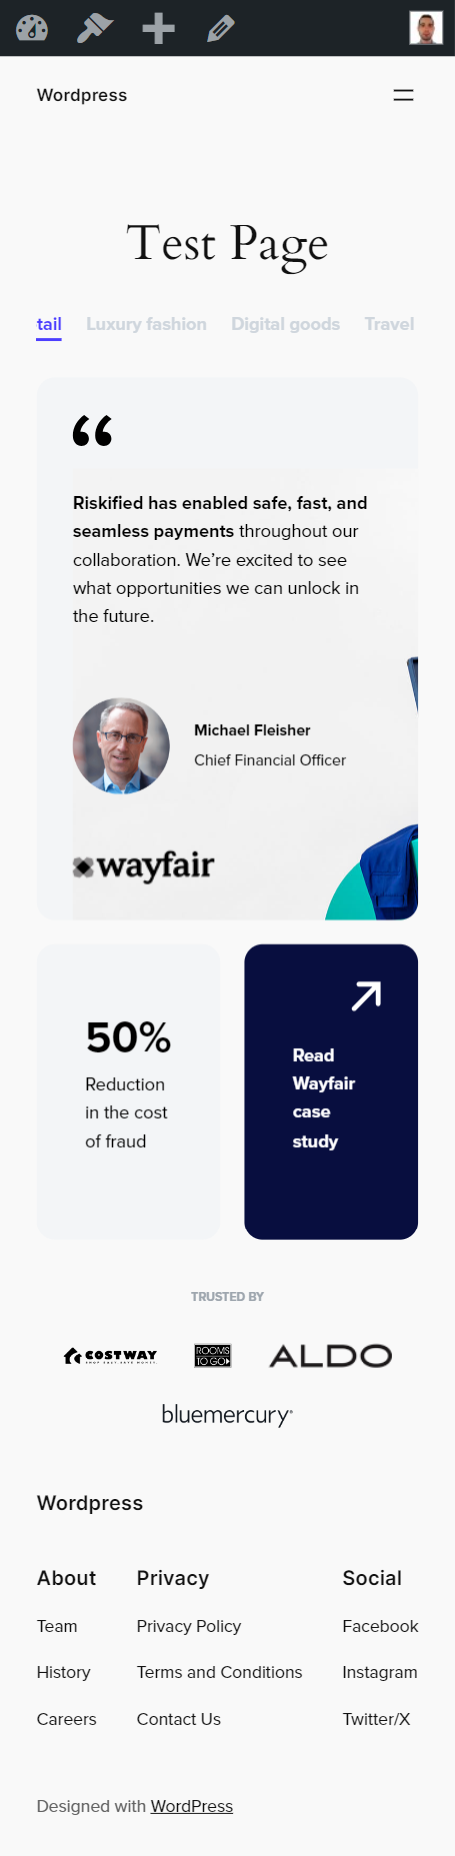 Wordpress
Test Page
tail Luxury fashion Digital goods Travel
“
Riskified has enabled safe, fast, and
seamless payments throughout our
collaboration. We’re excited to see
what opportunities we can unlock in
the future.
Michael Fleisher
Chief Financial Officer
wayfair
50%
Reduction
in the cost
of fraud
Read
Wayfair
case
study
TRUSTED BY
COSTWAY
ROOMS
TO GO
ALDO
bluemercury
Wordpress
About Privacy Social
Team Privacy Policy Facebook
History Terms and Conditions Instagram
Careers Contact Us Twitter/X
Designed with WordPress